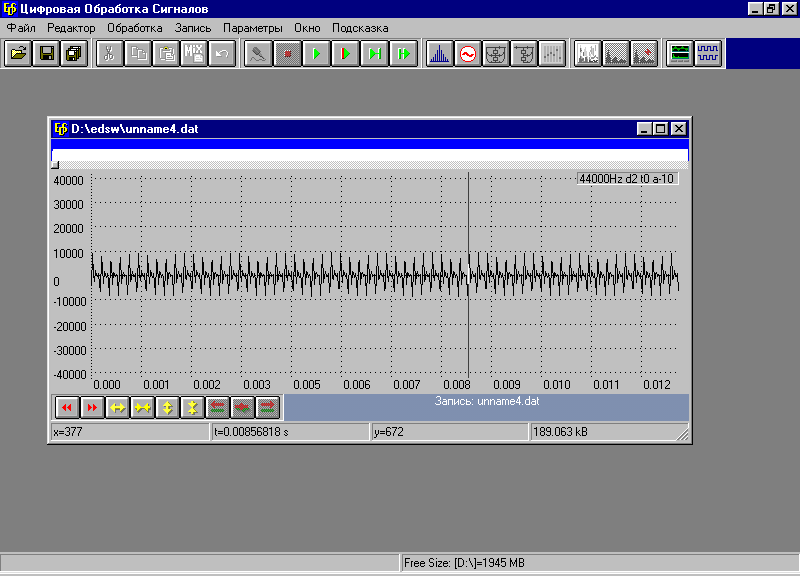 Цифровая Обработка Сигналов
Файл Редактор Обработка Запись Параметры Окно Подсказка
MiX
D:\edsw\unname4.dat
44000Hz d2 t0 a-10
40000
30000
20000
10000
0
-10000
-20000
-30000
-40000
0.000 0.001 0.002 0.003 0.005 0.006 0.007 0.008 0.009 0.010 0.011 0.012
Запись: unname4.dat
x=377 t=0.00856818 s y=672 189.063 kB
Free Size: [D:\]=1945 MB